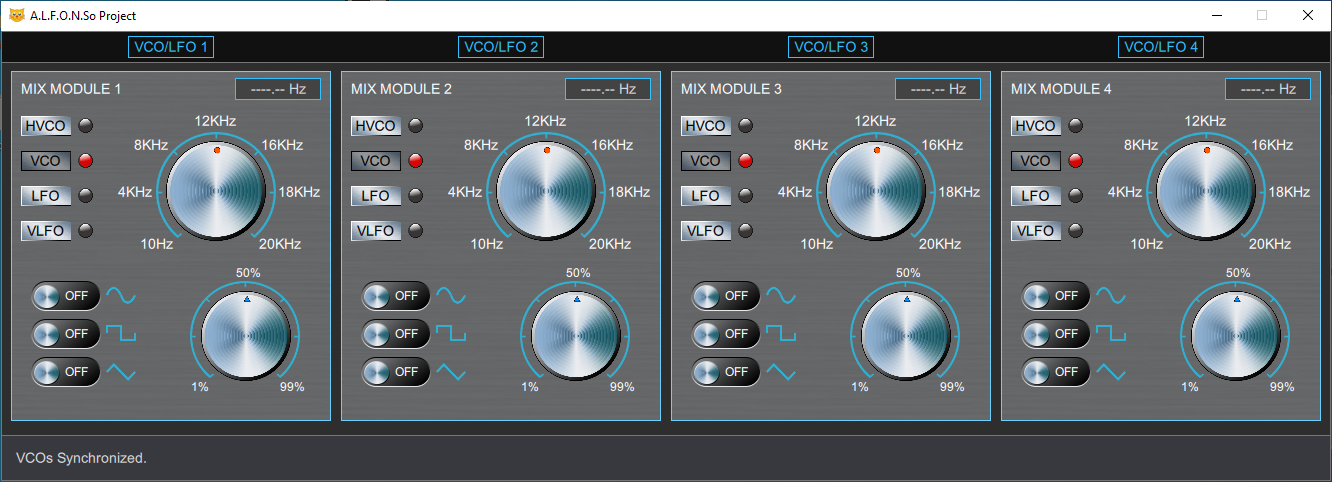 A.L.F.O.N.So Project
VCO/LFO 1
VCO/LFO 2
VCO/LFO 3
VCO/LFO 4
MIX MODULE 1
----.-- Hz
HVCO
VCO
LFO
VLFO
12KHz
8KHz
16KHz
4KHz
18KHz
10Hz
20KHz
OFF
OFF
OFF
50%
1%
99%
MIX MODULE 2
----.-- Hz
HVCO
VCO
LFO
VLFO
12KHz
8KHz
16KHz
4KHz
18KHz
10Hz
20KHz
OFF
OFF
OFF
50%
1%
99%
MIX MODULE 3
----.-- Hz
HVCO
VCO
LFO
VLFO
12KHz
8KHz
16KHz
4KHz
18KHz
10Hz
20KHz
OFF
OFF
OFF
50%
1%
99%
MIX MODULE 4
----.-- Hz
HVCO
VCO
LFO
VLFO
12KHz
8KHz
16KHz
4KHz
18KHz
10Hz
20KHz
OFF
OFF
OFF
50%
1%
99%
VCOs Synchronized.